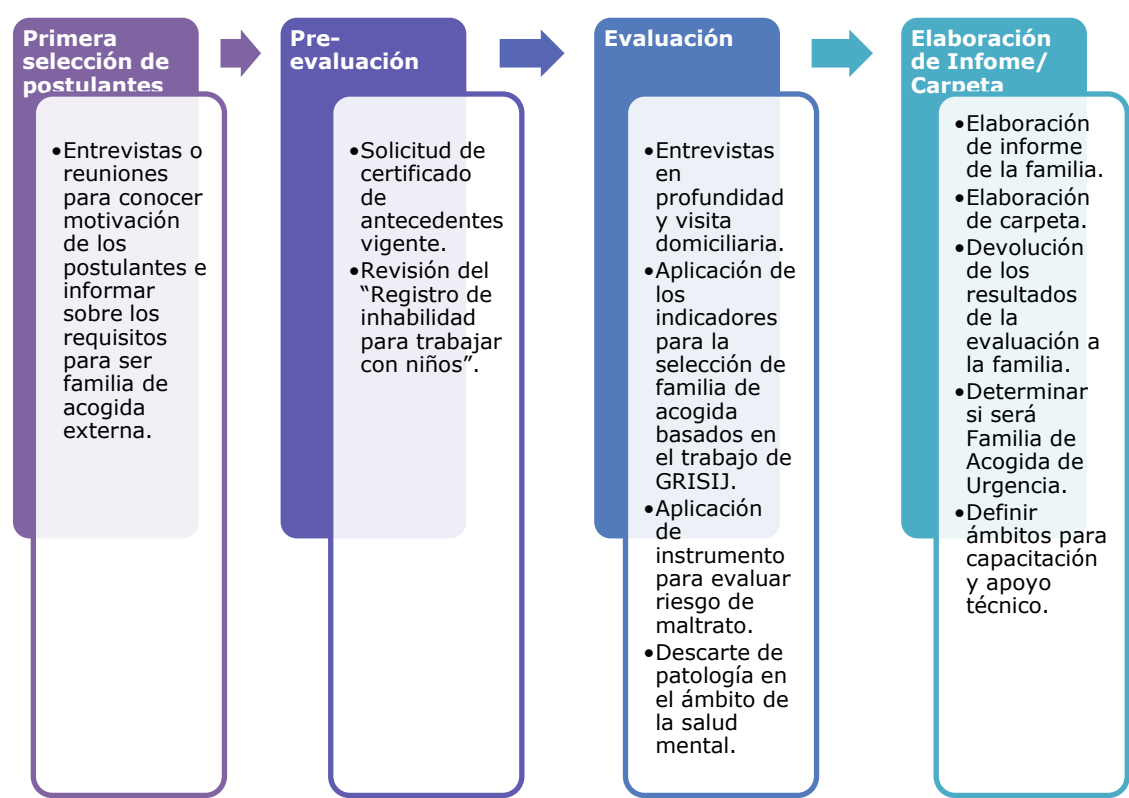 Primera
selección de
postulantes
•Entrevistas o
reuniones
para conocer
motivación
de los
postulantes e
informar
sobre los
requisitos
para ser
familia de
acogida
externa.
Pre-
evaluación
•Solicitud de
certificado
de
antecedentes
vigente.
•Revisión del
“Registro de
inhabilidad
para trabajar
con niños”.
Evaluación
•Entrevistas
en
profundidad
y visita
domiciliaria.
•Aplicación de
los
indicadores
para la
selección de
familia de
acogida
basados en
el trabajo de
GRISIJ.
•Aplicación
de
instrumento
para evaluar
riesgo de
maltrato.
•Descarte de
patología en
el ámbito de
la salud
mental.
Elaboración
de Infome/
Carpeta
•Elaboración
de informe
de la familia.
•Elaboración
de carpeta.
•Devolución
de los
resultados
de la
evaluación a
la familia.
•Determinar
si será
Familia de
Acogida de
Urgencia.
•Definir
ámbitos para
capacitación
y apoyo
técnico.